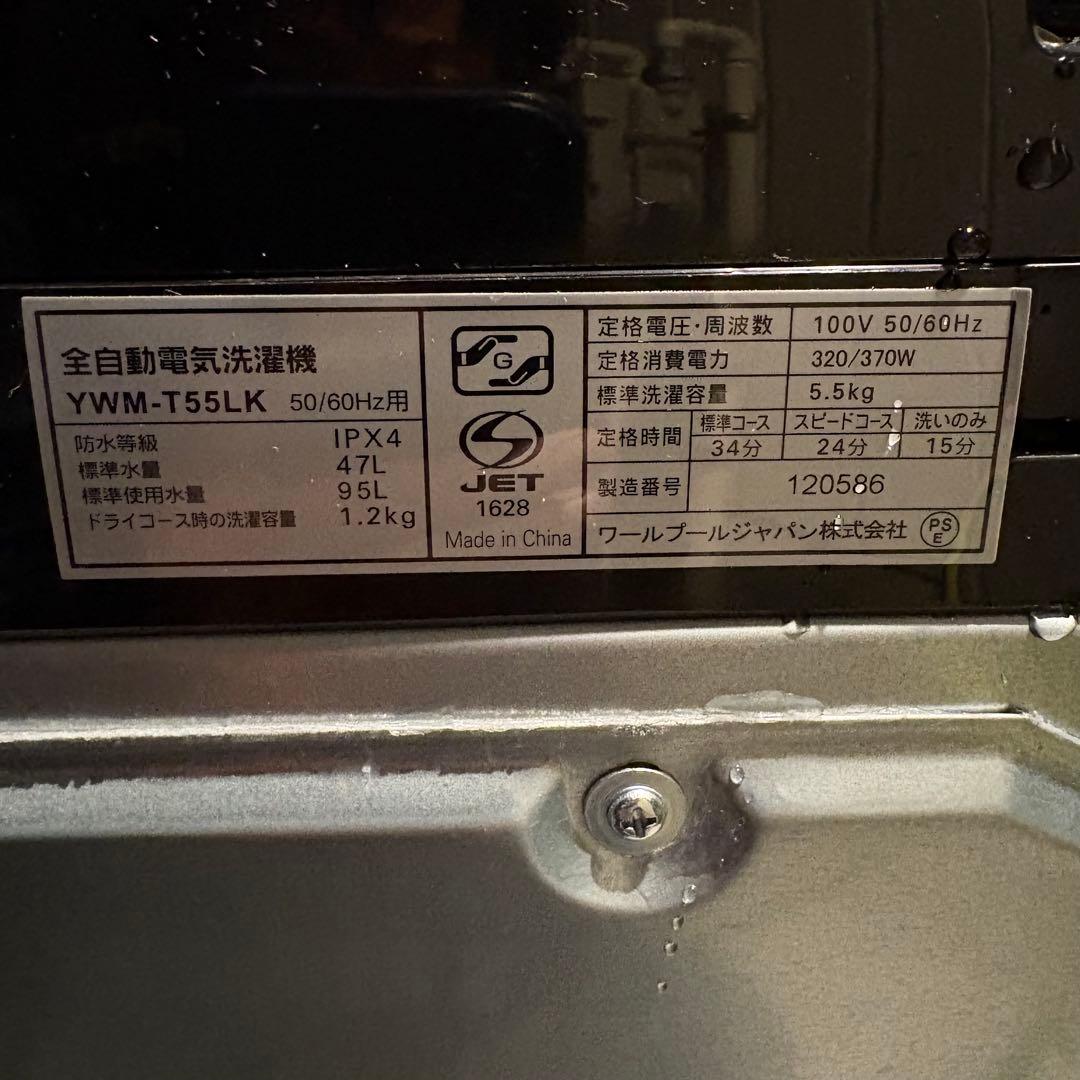 全自動電気洗濯機
YWM-T55LK 50/60Hz用
防水等級 IPX4
標準水量 47L
標準使用水量 95L
ドライコース時の洗濯容量 1.2kg
G
S
JET
1628
Made in China
定格電圧・周波数 100V 50/60Hz
定格消費電力 320/370W
標準洗濯容量 5.5kg
定格時間 標準コース スピードコース 洗いのみ
34分 24分 15分
製造番号 120586
ワールプールジャパン株式会社 PSE